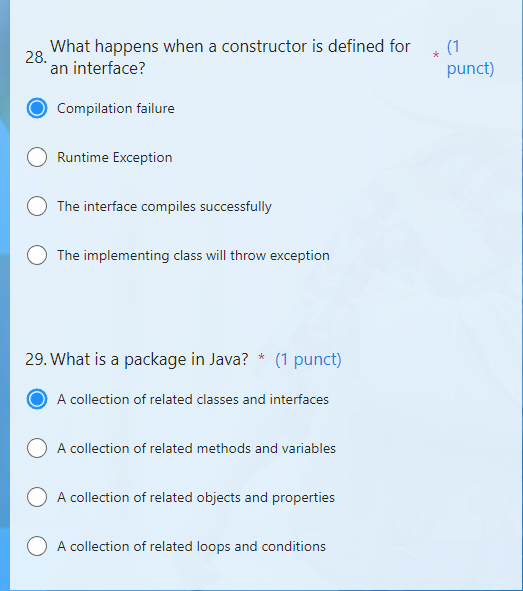 28. What happens when a constructor is defined for * (1
an interface? punct)
Compilation failure
Runtime Exception
The interface compiles successfully
The implementing class will throw exception
29. What is a package in Java? * (1 punct)
A collection of related classes and interfaces
A collection of related methods and variables
A collection of related objects and properties
A collection of related loops and conditions